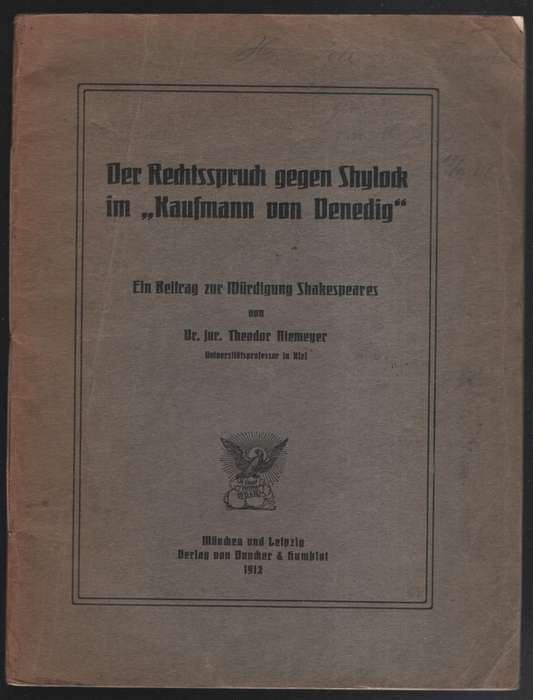 Der Rechtsspruch gegen Shylock
im „Kaufmann von Venedig“
Ein Beitrag zur Würdigung Shakespeares
von
Dr. jur. Theodor Niemeyer
Universitätsprofessor in Kiel
München und Leipzig
Verlag von Duncker & Humblot
1912